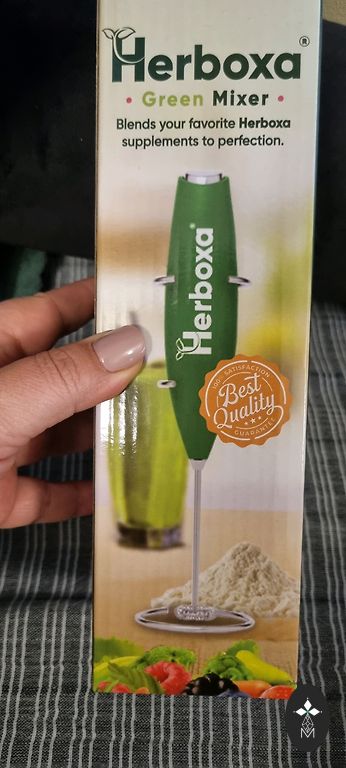 Herboxa®
• Green Mixer •
Blends your favorite Herboxa
supplements to perfection.
Herboxa®
100% SATISFACTION
Best
Quality
GUARANTEE
M